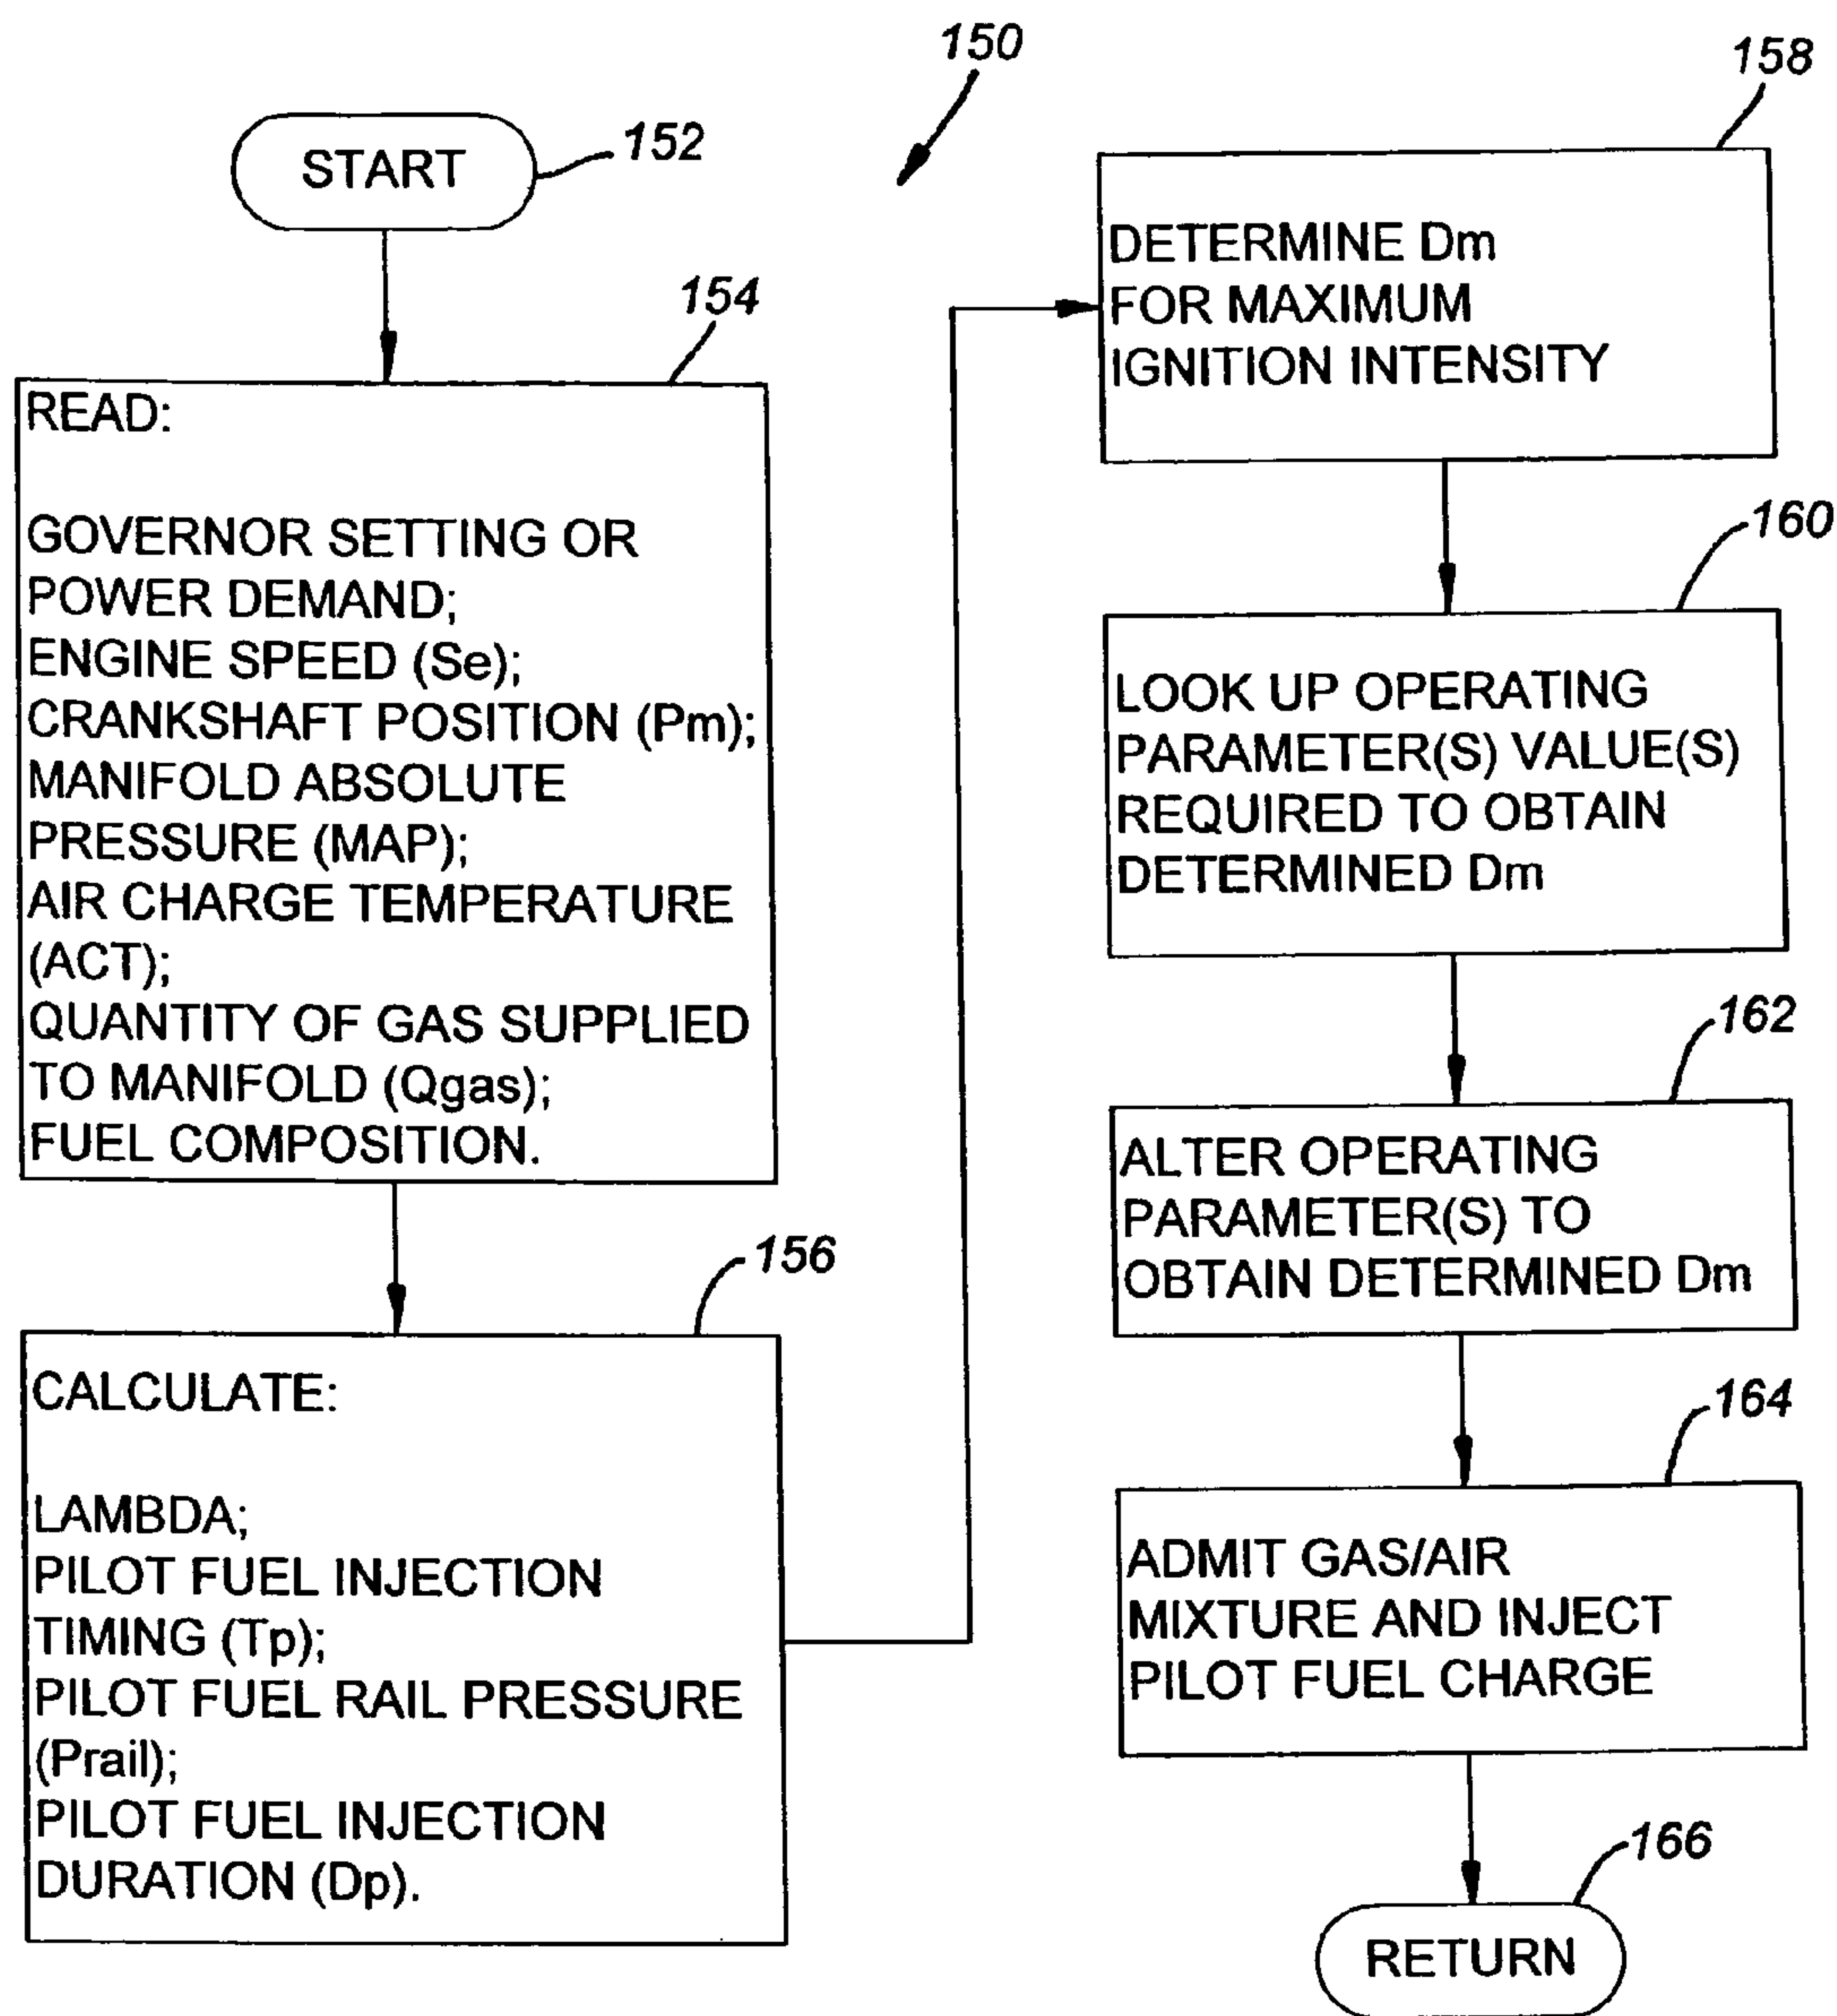 150
START
152
154
READ:
GOVERNOR SETTING OR
POWER DEMAND;
ENGINE SPEED (Se);
CRANKSHAFT POSITION (Pm);
MANIFOLD ABSOLUTE
PRESSURE (MAP);
AIR CHARGE TEMPERATURE
(ACT);
QUANTITY OF GAS SUPPLIED
TO MANIFOLD (Qgas);
FUEL COMPOSITION.
156
CALCULATE:
LAMBDA;
PILOT FUEL INJECTION
TIMING (Tp);
PILOT FUEL RAIL PRESSURE
(Prail);
PILOT FUEL INJECTION
DURATION (Dp).
158
DETERMINE Dm
FOR MAXIMUM
IGNITION INTENSITY
160
LOOK UP OPERATING
PARAMETER(S) VALUE(S)
REQUIRED TO OBTAIN
DETERMINED Dm
162
ALTER OPERATING
PARAMETER(S) TO
OBTAIN DETERMINED Dm
164
ADMIT GAS/AIR
MIXTURE AND INJECT
PILOT FUEL CHARGE
166
RETURN